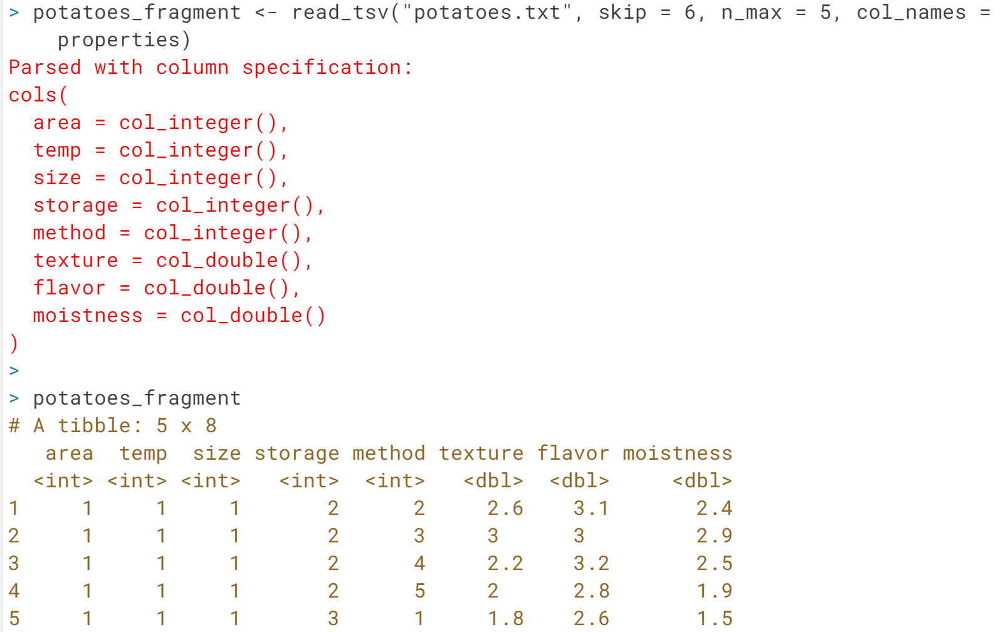 > potatoes_fragment <- read_tsv("potatoes.txt", skip = 6, n_max = 5, col_names =
    properties)
Parsed with column specification:
cols(
  area = col_integer(),
  temp = col_integer(),
  size = col_integer(),
  storage = col_integer(),
  method = col_integer(),
  texture = col_double(),
  flavor = col_double(),
  moistness = col_double()
)
>
> potatoes_fragment
# A tibble: 5 x 8
   area  temp  size storage method texture flavor moistness
  <int> <int> <int>   <int>  <int>   <dbl>  <dbl>     <dbl>
1     1     1     1       2      2     2.6    3.1       2.4
2     1     1     1       2      3     3      3         2.9
3     1     1     1       2      4     2.2    3.2       2.5
4     1     1     1       2      5     2      2.8       1.9
5     1     1     1       3      1     1.8    2.6       1.5